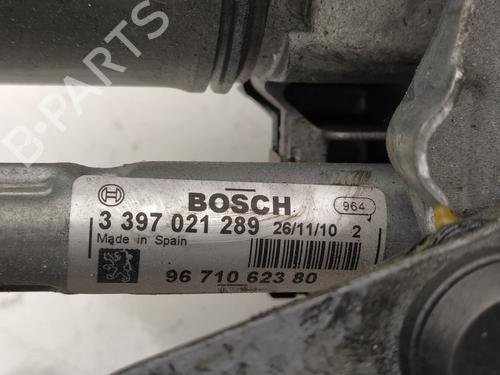 BOSCH
964
3 397 021 289 26/11/10 2
Made in Spain
96 710 623 80
B-PARTS